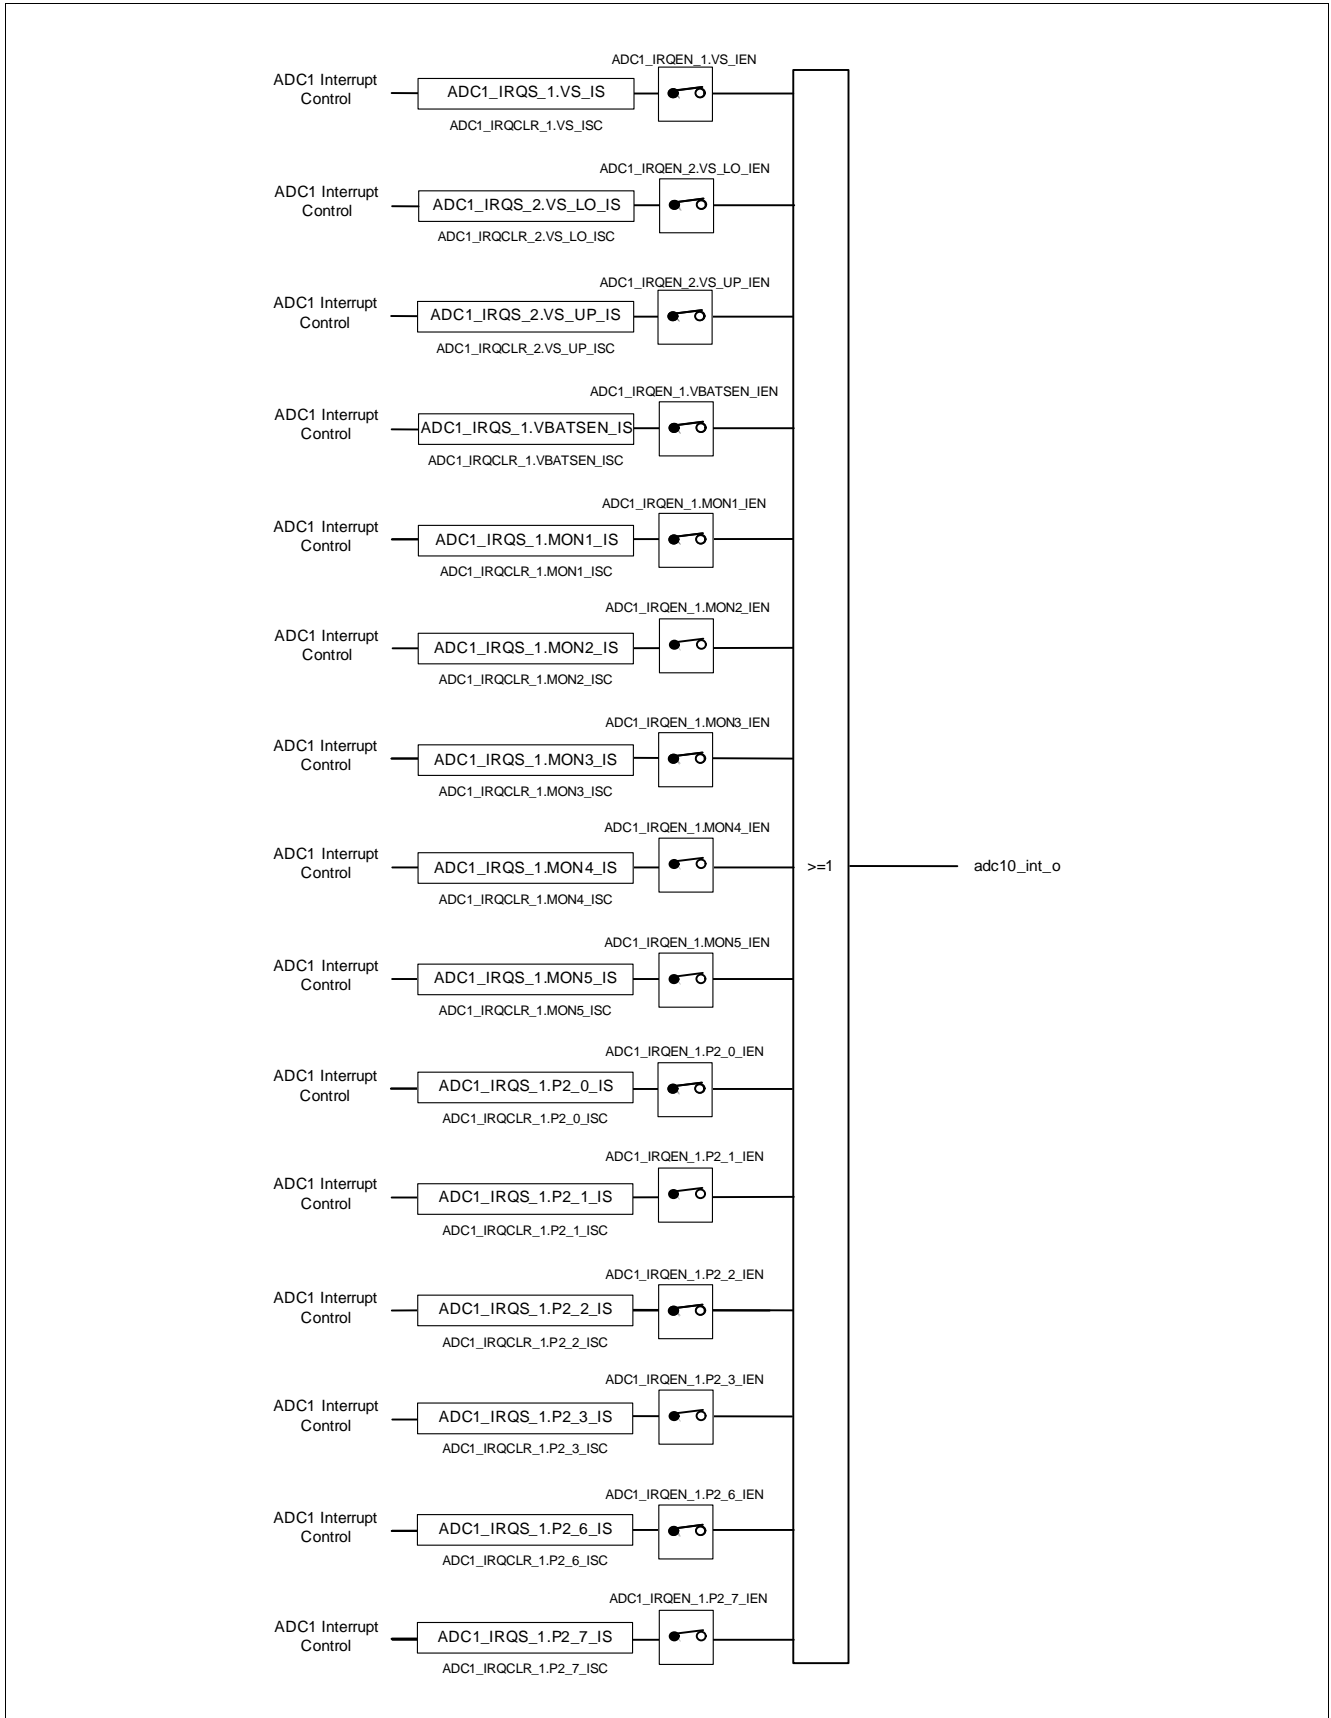 ADC1_IRQEN_1.VS_IEN
ADC1 Interrupt
Control
ADC1_IRQS_1.VS_IS
ADC1_IRQCLR_1.VS_ISC
ADC1_IRQEN_2.VS_LO_IEN
ADC1 Interrupt
Control
ADC1_IRQS_2.VS_LO_IS
ADC1_IRQCLR_2.VS_LO_ISC
ADC1_IRQEN_2.VS_UP_IEN
ADC1 Interrupt
Control
ADC1_IRQS_2.VS_UP_IS
ADC1_IRQCLR_2.VS_UP_ISC
ADC1_IRQEN_1.VBATSEN_IEN
ADC1 Interrupt
Control
ADC1_IRQS_1.VBATSEN_IS
ADC1_IRQCLR_1.VBATSEN_ISC
ADC1_IRQEN_1.MON1_IEN
ADC1 Interrupt
Control
ADC1_IRQS_1.MON1_IS
ADC1_IRQCLR_1.MON1_ISC
ADC1_IRQEN_1.MON2_IEN
ADC1 Interrupt
Control
ADC1_IRQS_1.MON2_IS
ADC1_IRQCLR_1.MON2_ISC
ADC1_IRQEN_1.MON3_IEN
ADC1 Interrupt
Control
ADC1_IRQS_1.MON3_IS
ADC1_IRQCLR_1.MON3_ISC
ADC1_IRQEN_1.MON4_IEN
ADC1 Interrupt
Control
ADC1_IRQS_1.MON4_IS
>=1
adc10_int_o
ADC1_IRQCLR_1.MON4_ISC
ADC1_IRQEN_1.MON5_IEN
ADC1 Interrupt
Control
ADC1_IRQS_1.MON5_IS
ADC1_IRQCLR_1.MON5_ISC
ADC1_IRQEN_1.P2_0_IEN
ADC1 Interrupt
Control
ADC1_IRQS_1.P2_0_IS
ADC1_IRQCLR_1.P2_0_ISC
ADC1_IRQEN_1.P2_1_IEN
ADC1 Interrupt
Control
ADC1_IRQS_1.P2_1_IS
ADC1_IRQCLR_1.P2_1_ISC
ADC1_IRQEN_1.P2_2_IEN
ADC1 Interrupt
Control
ADC1_IRQS_1.P2_2_IS
ADC1_IRQCLR_1.P2_2_ISC
ADC1_IRQEN_1.P2_3_IEN
ADC1 Interrupt
Control
ADC1_IRQS_1.P2_3_IS
ADC1_IRQCLR_1.P2_3_ISC
ADC1_IRQEN_1.P2_6_IEN
ADC1 Interrupt
Control
ADC1_IRQS_1.P2_6_IS
ADC1_IRQCLR_1.P2_6_ISC
ADC1_IRQEN_1.P2_7_IEN
ADC1 Interrupt
Control
ADC1_IRQS_1.P2_7_IS
ADC1_IRQCLR_1.P2_7_ISC